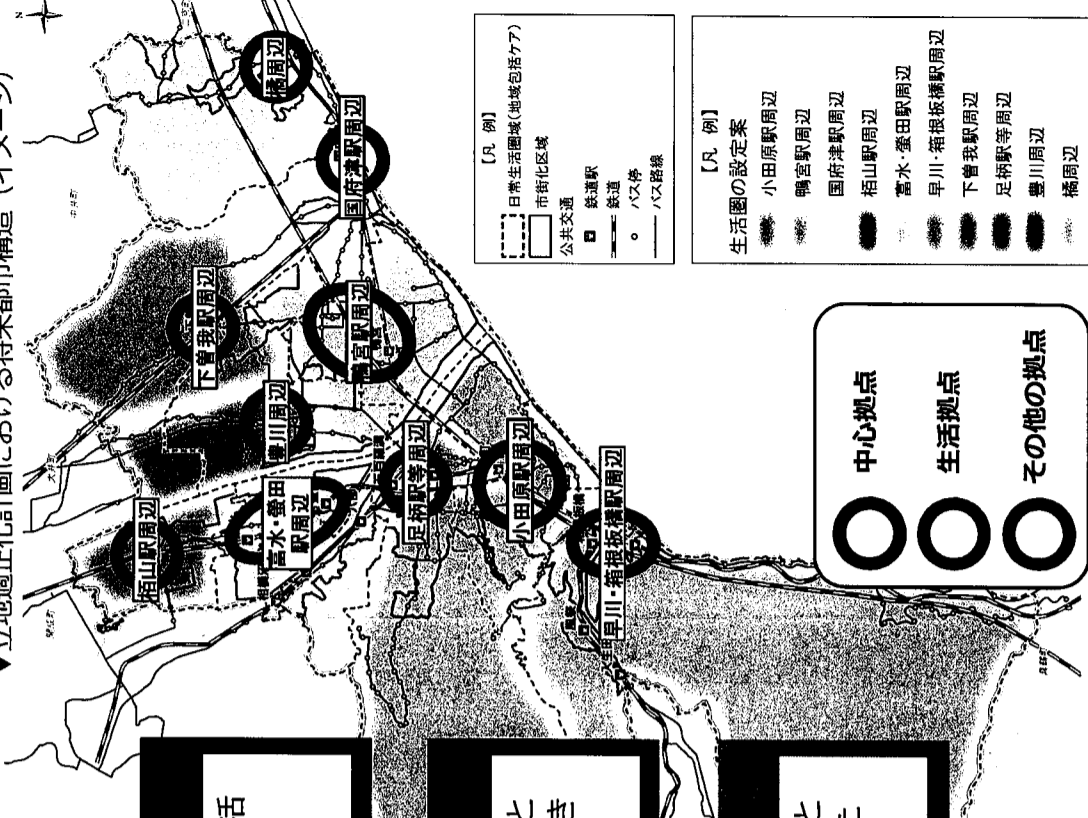 ▼立地適正化計画における将来都市構造（イメージ）
N
中井町
橘周辺
国府津駅周辺
下曽我駅周辺
鴨宮駅周辺
豊川周辺
栢山駅周辺
富水・螢田
駅周辺
足柄駅等周辺
小田原駅周辺
早川・箱根板橋駅周辺
【凡　例】
日常生活圏域（地域包括ケア）
市街化区域
公共交通
鉄道駅
鉄道
バス停
バス路線
【凡　例】
生活圏の設定案
小田原駅周辺
鴨宮駅周辺
国府津駅周辺
栢山駅周辺
富水・螢田駅周辺
早川・箱根板橋駅周辺
下曽我駅周辺
足柄駅等周辺
豊川周辺
橘周辺
中心拠点
生活拠点
その他の拠点
活
と
き
と